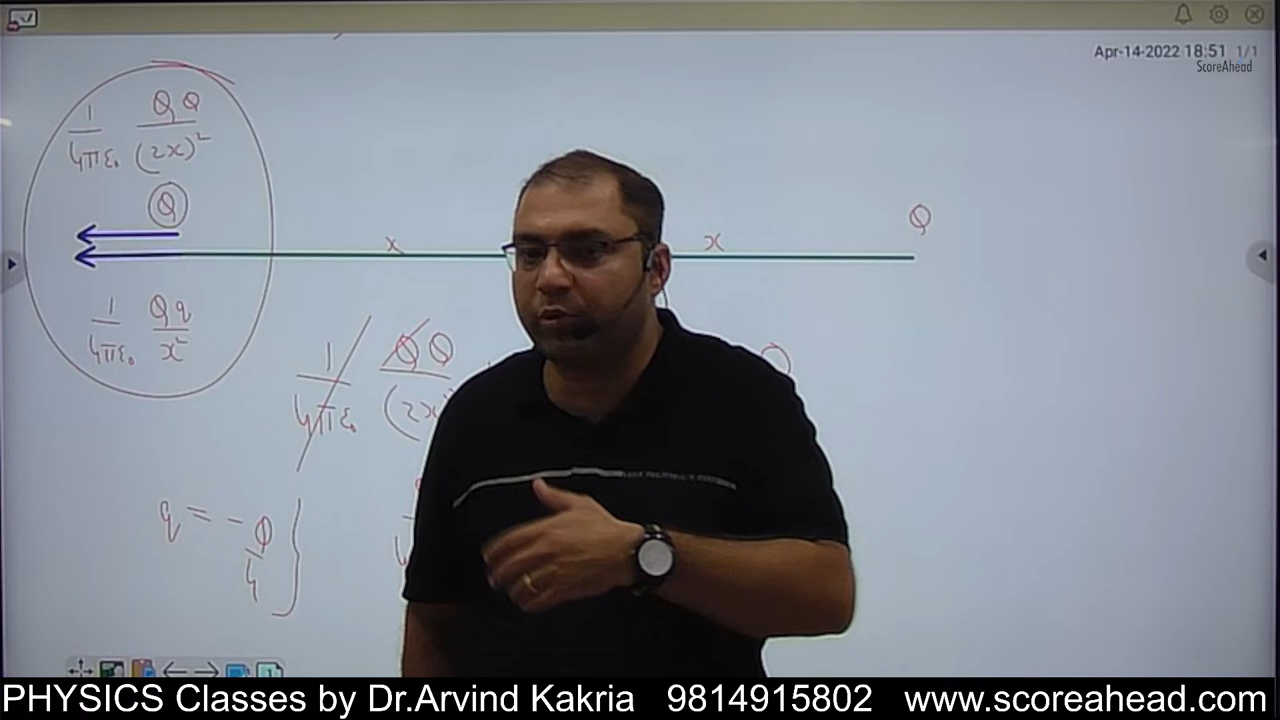 Apr-14-2022 18:51 1/1
ScoreAhead
1/4πε₀ QQ/(2x)²
Q
Q
x x
1/4πε₀ Qq/x²
1/4πε₀ QQ/(2x)
q = -Q/4
PHYSICS Classes by Dr.Arvind Kakria 9814915802 www.scoreahead.com